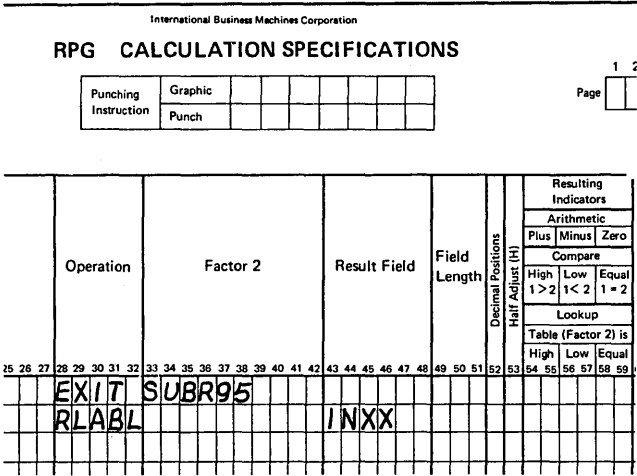 International Business Machines Corporation
RPG CALCULATION SPECIFICATIONS
1 2
Punching Instruction
Graphic
Punch
Page
Operation
Factor 2
Result Field
Field Length
Decimal Positions
Half Adjust (H)
Resulting Indicators
Arithmetic
Plus Minus Zero
Compare
High Low Equal
1 > 2 1 < 2 1 = 2
Lookup
Table (Factor 2) is
High Low Equal
25 26 27 28 29 30 31 32 33 34 35 36 37 38 39 40 41 42 43 44 45 46 47 48 49 50 51 52 53 54 55 56 57 58 59
EXIT SUBR95
RLABL INXX